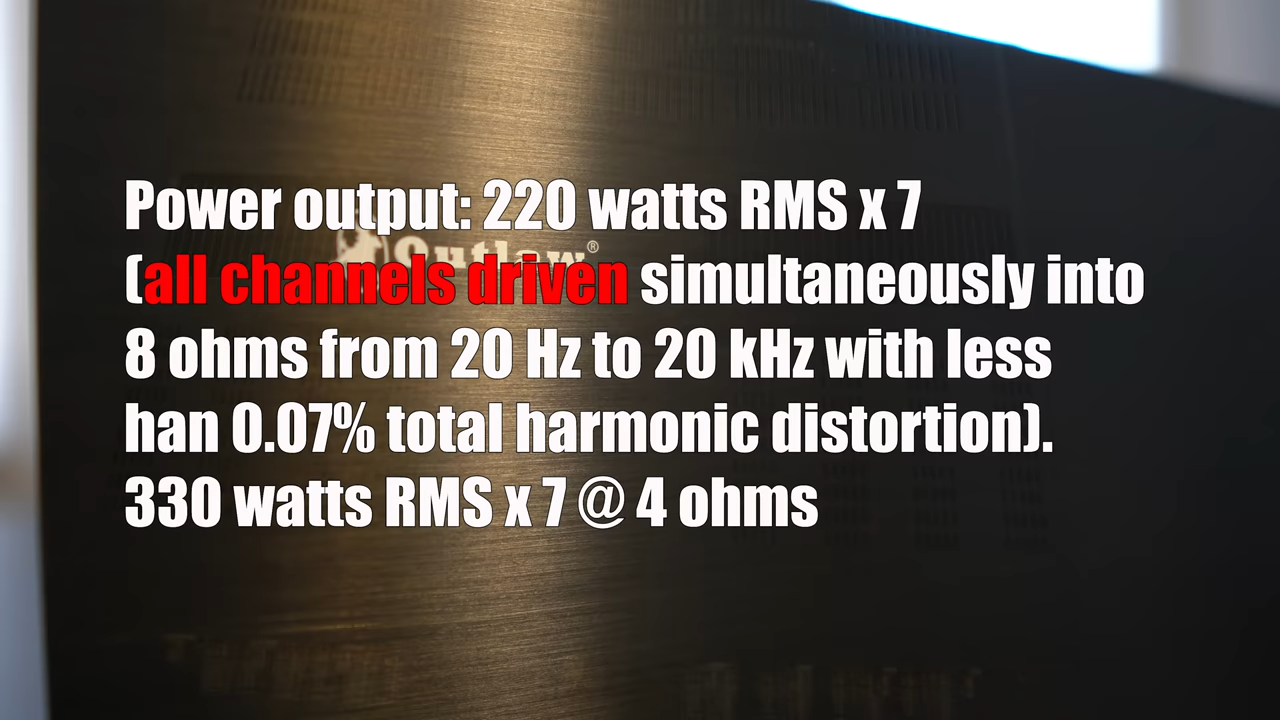 Power output: 220 watts RMS x 7
Outlaw®
(all channels driven simultaneously into
8 ohms from 20 Hz to 20 kHz with less
han 0.07% total harmonic distortion).
330 watts RMS x 7 @ 4 ohms